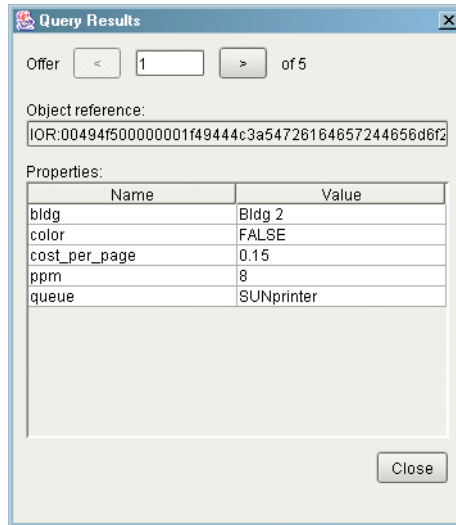 Query Results
Offer < 1 > of 5
Object reference:
IOR:00494f500000001f49444c3a54726164657244656d6f2
Properties:
Name Value
bldg Bldg 2
color FALSE
cost_per_page 0.15
ppm 8
queue SUNprinter
Close